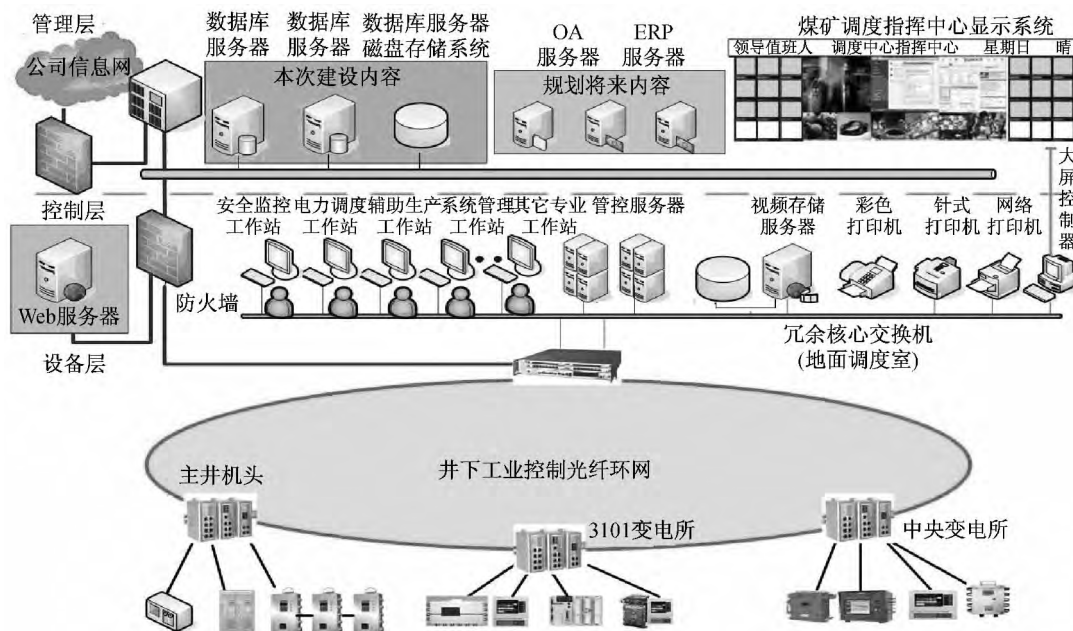 管理层
公司信息网
数据库
服务器
数据库
服务器
数据库服务器
磁盘存储系统
本次建设内容
OA
服务器
ERP
服务器
规划将来内容
煤矿调度指挥中心显示系统
领导值班人
调度中心指挥中心
星期日
晴
大屏控制器
控制层
安全监控
工作站
电力调度
工作站
辅助生产
工作站
系统管理
工作站
其它专业
工作站
管控服务器
视频存储
服务器
彩色
打印机
针式
打印机
网络
打印机
Web服务器
防火墙
设备层
冗余核心交换机
(地面调度室)
井下工业控制光纤环网
主井机头
3101变电所
中央变电所